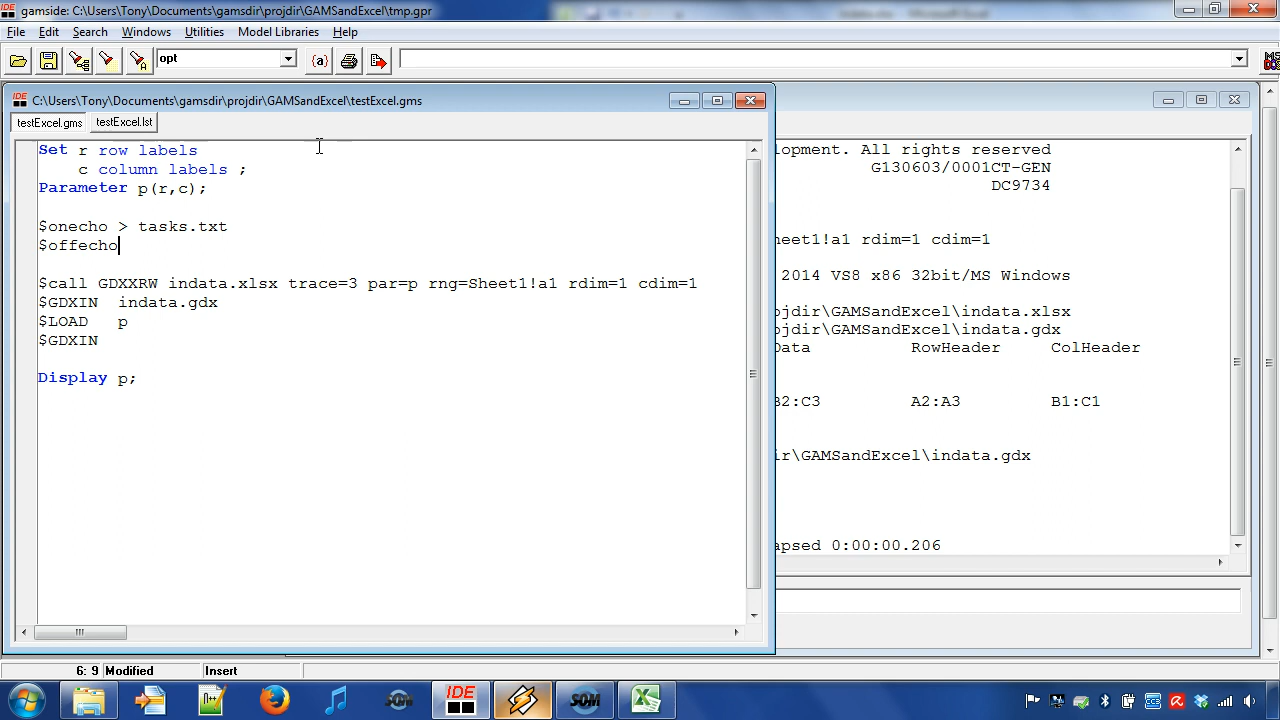 gamside: C:\Users\Tony\Documents\gamsdir\projdir\GAMSandExcel\tmp.gpr
File Edit Search Windows Utilities Model Libraries Help
opt
{a}
C:\Users\Tony\Documents\gamsdir\projdir\GAMSandExcel\testExcel.gms
testExcel.gms testExcel.lst
Set r row labels
c column labels ;
Parameter p(r,c);
$onecho > tasks.txt
$offecho
$call GDXXRW indata.xlsx trace=3 par=p rng=Sheet1!a1 rdim=1 cdim=1
$GDXIN indata.gdx
$LOAD p
$GDXIN
Display p;
lopment. All rights reserved
G130603/0001CT-GEN
DC9734
heet1!a1 rdim=1 cdim=1
2014 VS8 x86 32bit/MS Windows
ojdir\GAMSandExcel\indata.xlsx
ojdir\GAMSandExcel\indata.gdx
Data RowHeader ColHeader
B2:C3 A2:A3 B1:C1
ir\GAMSandExcel\indata.gdx
apsed 0:00:00.206
6: 9 Modified Insert
IDE
SOM